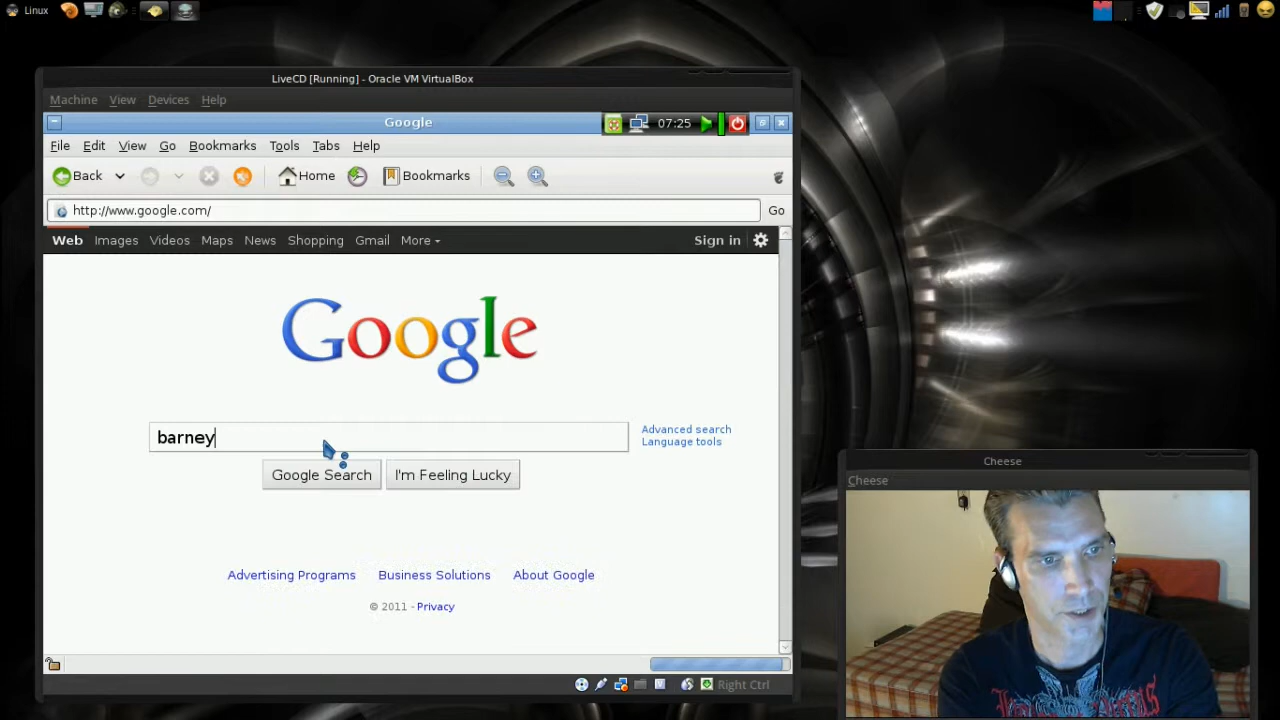 Linux
LiveCD [Running] - Oracle VM VirtualBox
Machine View Devices Help
Google
07:25
File Edit View Go Bookmarks Tools Tabs Help
Back Home Bookmarks
http://www.google.com/ Go
Web Images Videos Maps News Shopping Gmail More Sign in
Google
barney
Advanced search
Language tools
Google Search I'm Feeling Lucky
Advertising Programs Business Solutions About Google
© 2011 - Privacy
Right Ctrl
Cheese
Cheese